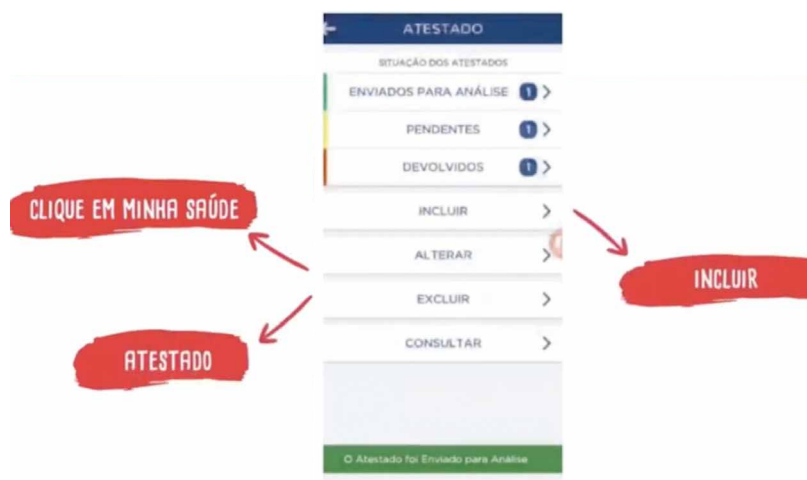 ATESTADO
SITUAÇÃO DOS ATESTADOS
ENVIADOS PARA ANÁLISE 1
PENDENTES 1
DEVOLVIDOS 1
INCLUIR
ALTERAR
EXCLUIR
CONSULTAR
O Atestado foi Enviado para Análise
CLIQUE EM MINHA SAÚDE
ATESTADO
INCLUIR